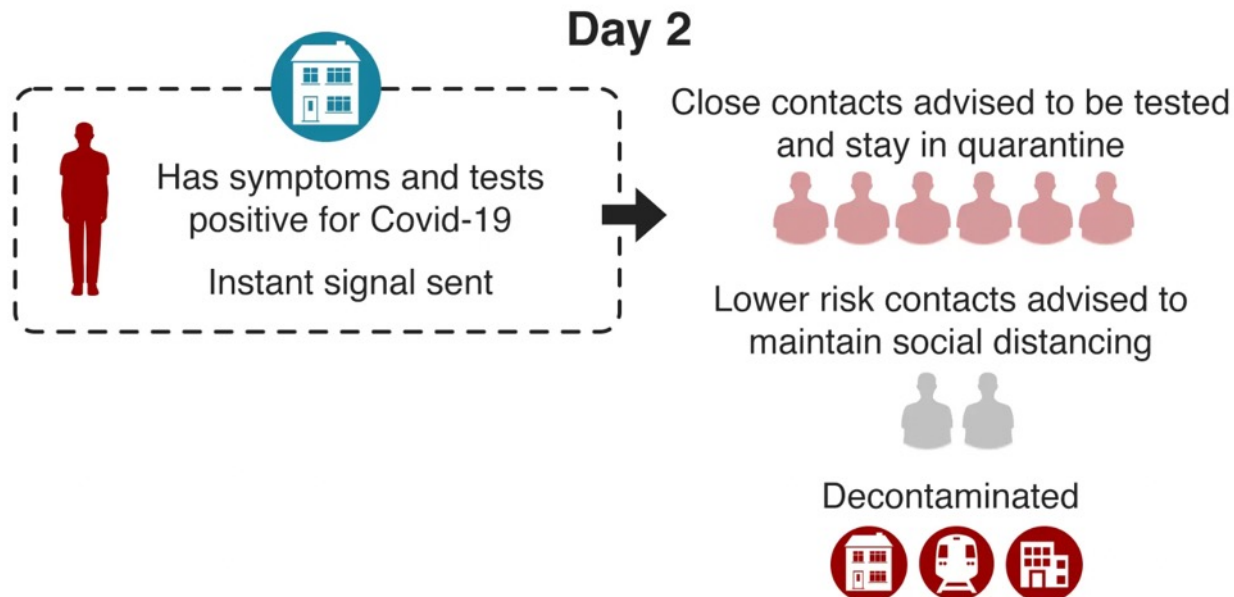 Day 2
Has symptoms and tests
positive for Covid-19
Instant signal sent
Close contacts advised to be tested
and stay in quarantine
Lower risk contacts advised to
maintain social distancing
Decontaminated